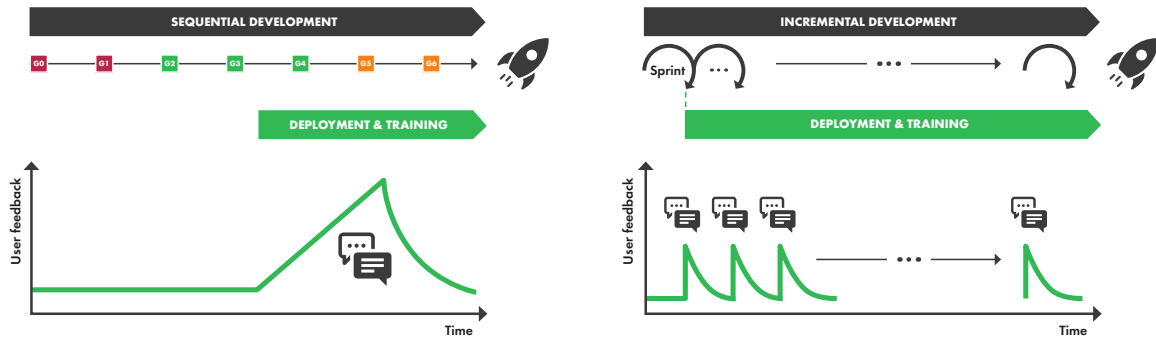 SEQUENTIAL DEVELOPMENT
G0 G1 G2 G3 G4 G5 G6
DEPLOYMENT & TRAINING
User feedback
Time
INCREMENTAL DEVELOPMENT
Sprint
DEPLOYMENT & TRAINING
User feedback
Time